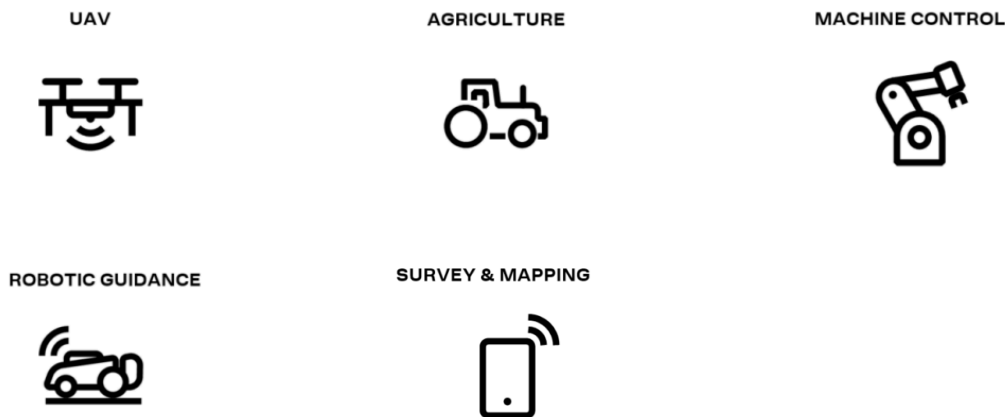 UAV
AGRICULTURE
MACHINE CONTROL
ROBOTIC GUIDANCE
SURVEY & MAPPING